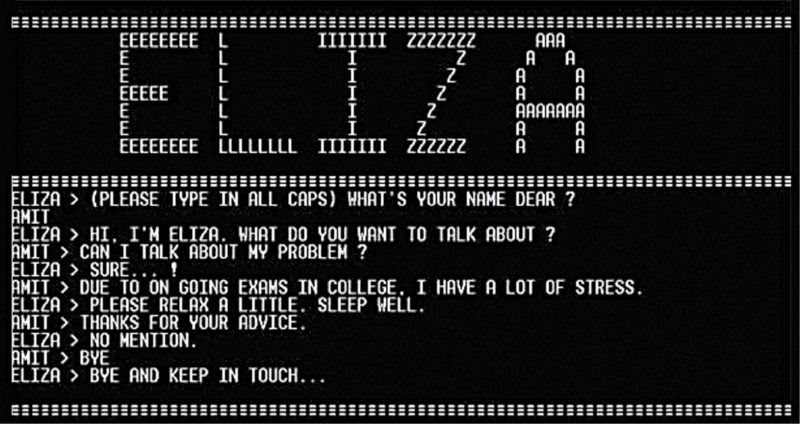 ============================================================
EEEEEEEE L IIIIIII ZZZZZZZ AAA
E L I Z A A
E L I Z A A
EEEEE L I Z A A
E L I Z AAAAAAA
E L I Z A A
EEEEEEEE LLLLLLLL IIIIIII ZZZZZZ A A
============================================================
ELIZA > (PLEASE TYPE IN ALL CAPS) WHAT'S YOUR NAME DEAR ?
AMIT
ELIZA > HI, I'M ELIZA. WHAT DO YOU WANT TO TALK ABOUT ?
AMIT > CAN I TALK ABOUT MY PROBLEM ?
ELIZA > SURE... !
AMIT > DUE TO ON GOING EXAMS IN COLLEGE, I HAVE A LOT OF STRESS.
ELIZA > PLEASE RELAX A LITTLE. SLEEP WELL.
AMIT > THANKS FOR YOUR ADVICE.
ELIZA > NO MENTION.
AMIT > BYE
ELIZA > BYE AND KEEP IN TOUCH...
============================================================